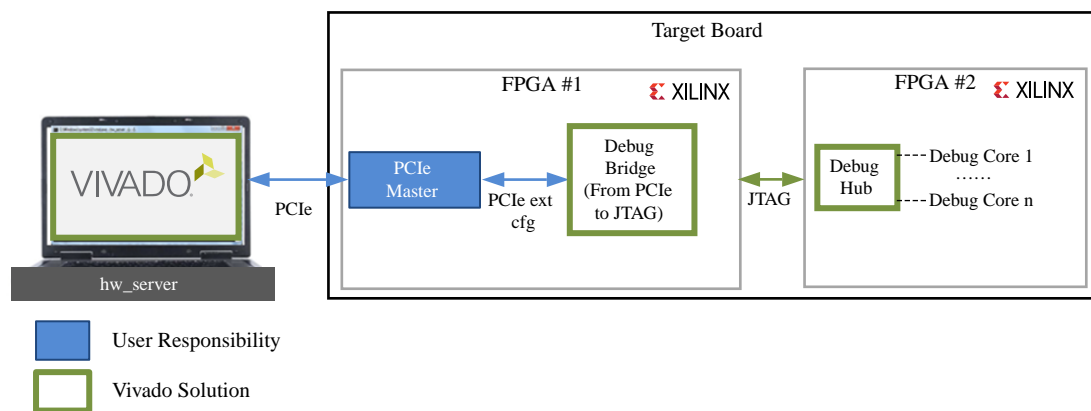 Target Board
FPGA #1
XILINX
FPGA #2
XILINX
VIVADO
PCIe
PCIe
Master
PCIe ext
cfg
Debug
Bridge
(From PCIe
to JTAG)
JTAG
Debug
Hub
Debug Core 1
......
Debug Core n
hw_server
User Responsibility
Vivado Solution